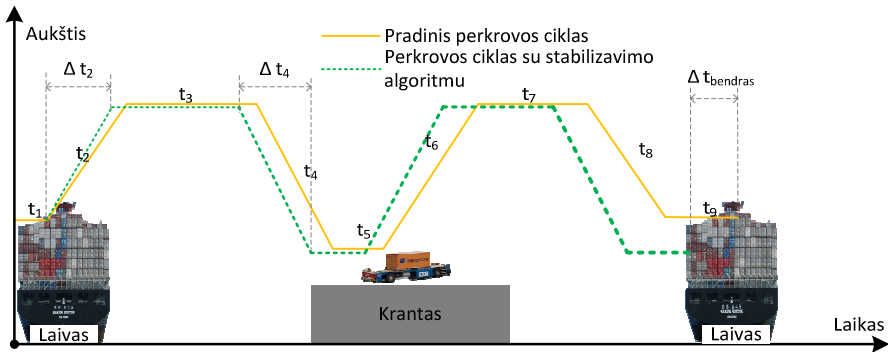 Aukštis
Pradinis perkrovos ciklas
Perkrovos ciklas su stabilizavimo
algoritmu
Δ t2
Δ t4
Δ tbendras
t1
t2
t3
t4
t5
t6
t7
t8
t9
Krantas
Laivas
Laivas
Laikas